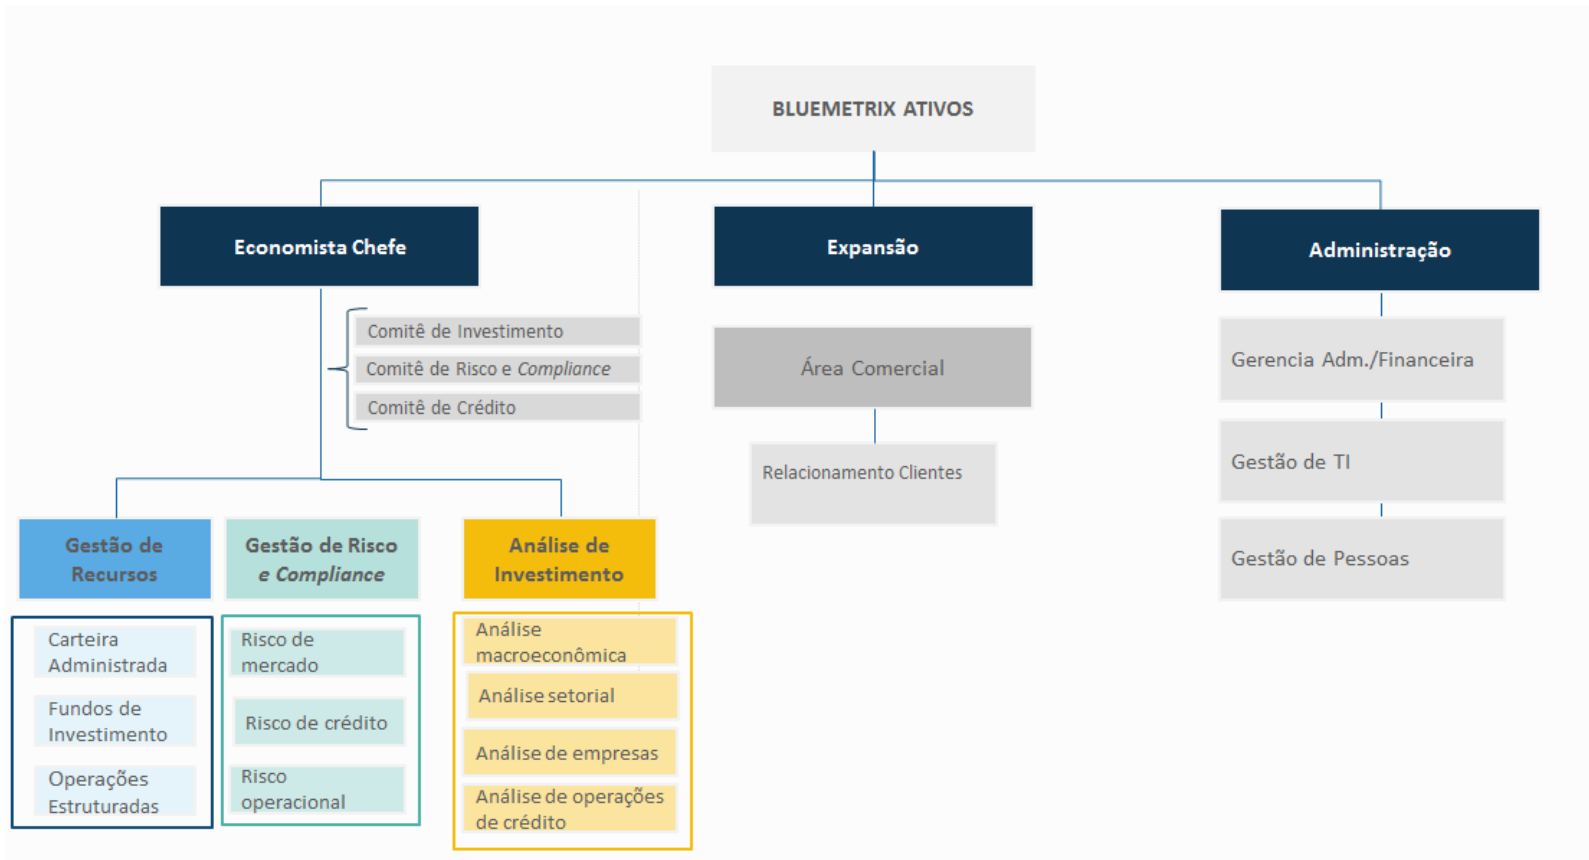 BLUEMETRIX ATIVOS
Economista Chefe
Expansão
Administração
Comitê de Investimento
Comitê de Risco e Compliance
Comitê de Crédito
Área Comercial
Relacionamento Clientes
Gerencia Adm./Financeira
Gestão de TI
Gestão de Pessoas
Gestão de
Recursos
Gestão de Risco
e Compliance
Análise de
Investimento
Carteira
Administrada
Fundos de
Investimento
Operações
Estruturadas
Risco de
mercado
Risco de crédito
Risco
operacional
Análise
macroeconômica
Análise setorial
Análise de empresas
Análise de operações
de crédito